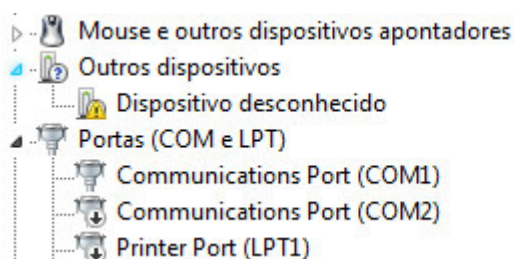 Mouse e outros dispositivos apontadores
Outros dispositivos
Dispositivo desconhecido
Portas (COM e LPT)
Communications Port (COM1)
Communications Port (COM2)
Printer Port (LPT1)